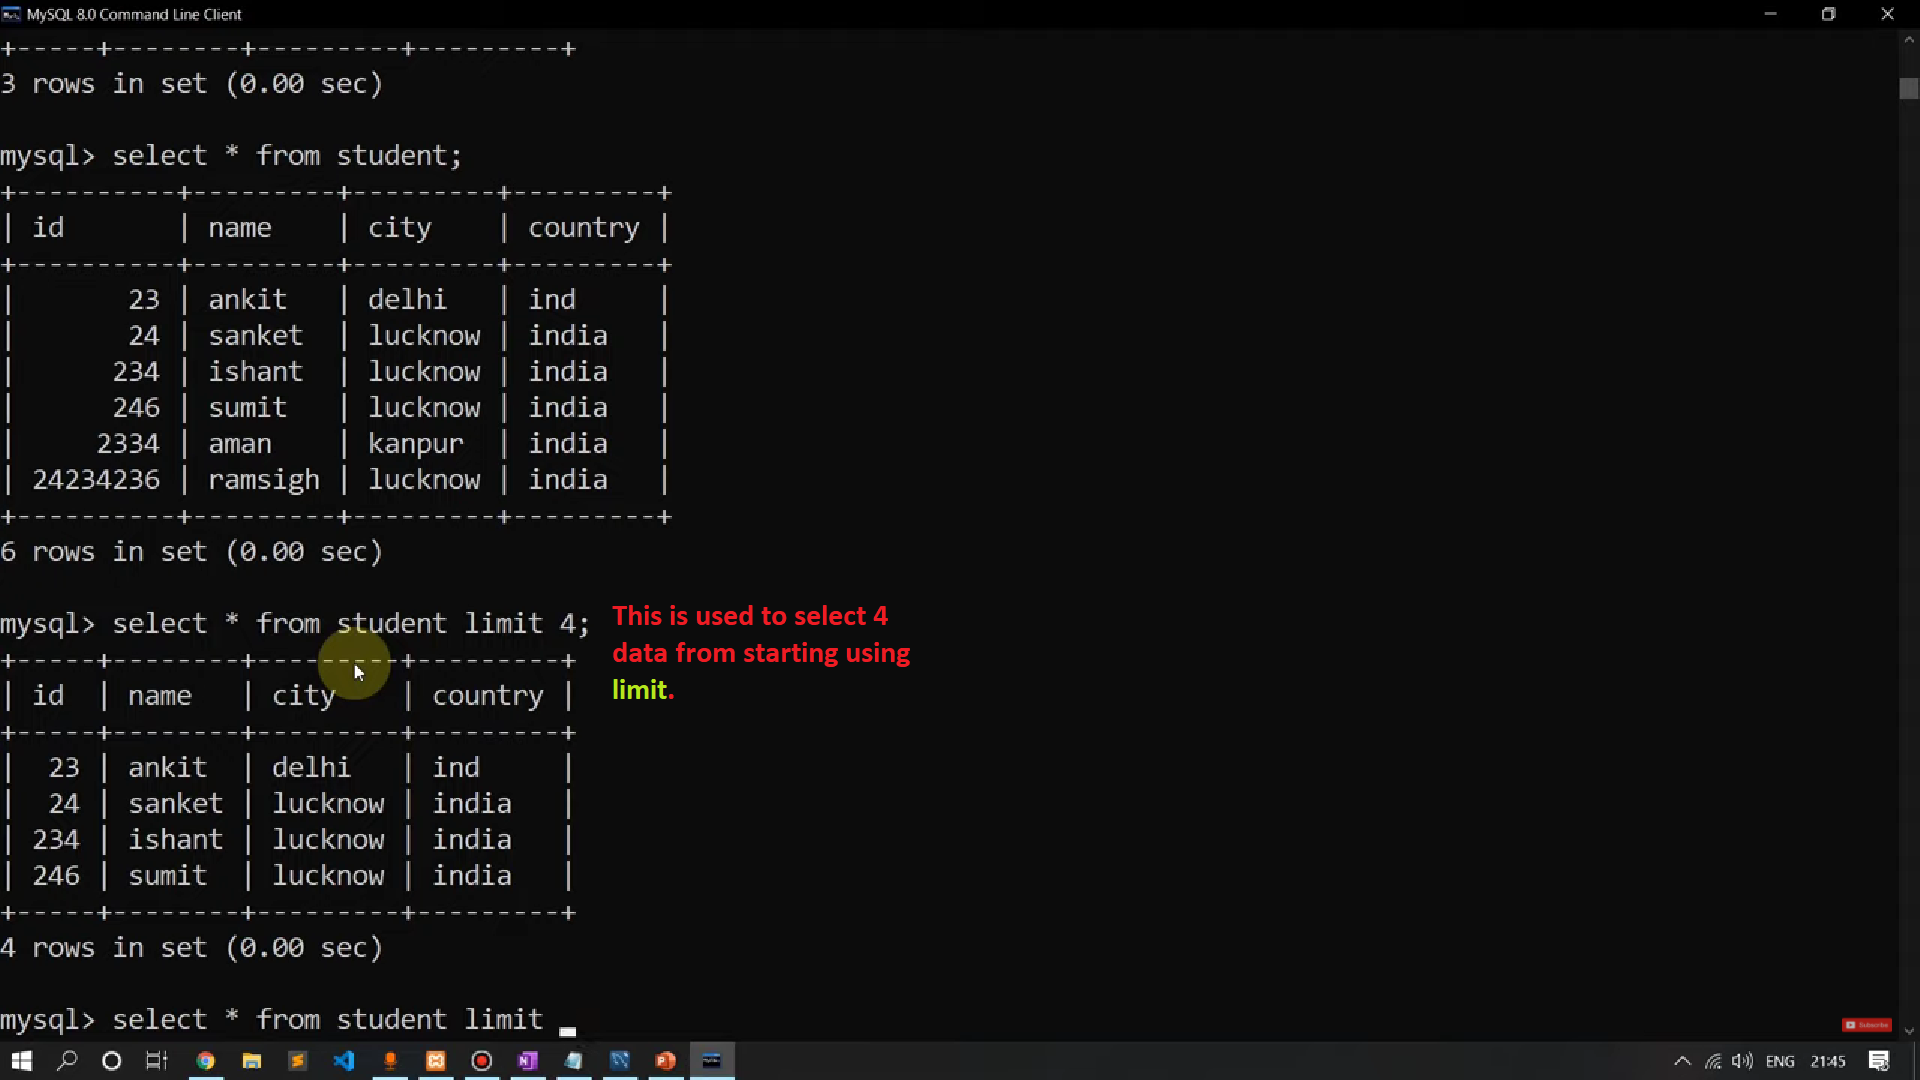 MySQL 8.0 Command Line Client
+-----+--------+---------+---------+
3 rows in set (0.00 sec)
mysql> select * from student;
+----------+---------+---------+---------+
| id       | name    | city    | country |
+----------+---------+---------+---------+
|       23 | ankit   | delhi   | ind     |
|       24 | sanket  | lucknow | india   |
|      234 | ishant  | lucknow | india   |
|      246 | sumit   | lucknow | india   |
|     2334 | aman    | kanpur  | india   |
| 24234236 | ramsigh | lucknow | india   |
+----------+---------+---------+---------+
6 rows in set (0.00 sec)
mysql> select * from student limit 4;
This is used to select 4
data from starting using
limit.
+-----+--------+---------+---------+
| id  | name   | city    | country |
+-----+--------+---------+---------+
|  23 | ankit  | delhi   | ind     |
|  24 | sanket | lucknow | india   |
| 234 | ishant | lucknow | india   |
| 246 | sumit  | lucknow | india   |
+-----+--------+---------+---------+
4 rows in set (0.00 sec)
mysql> select * from student limit
Subscribe
ENG
21:45